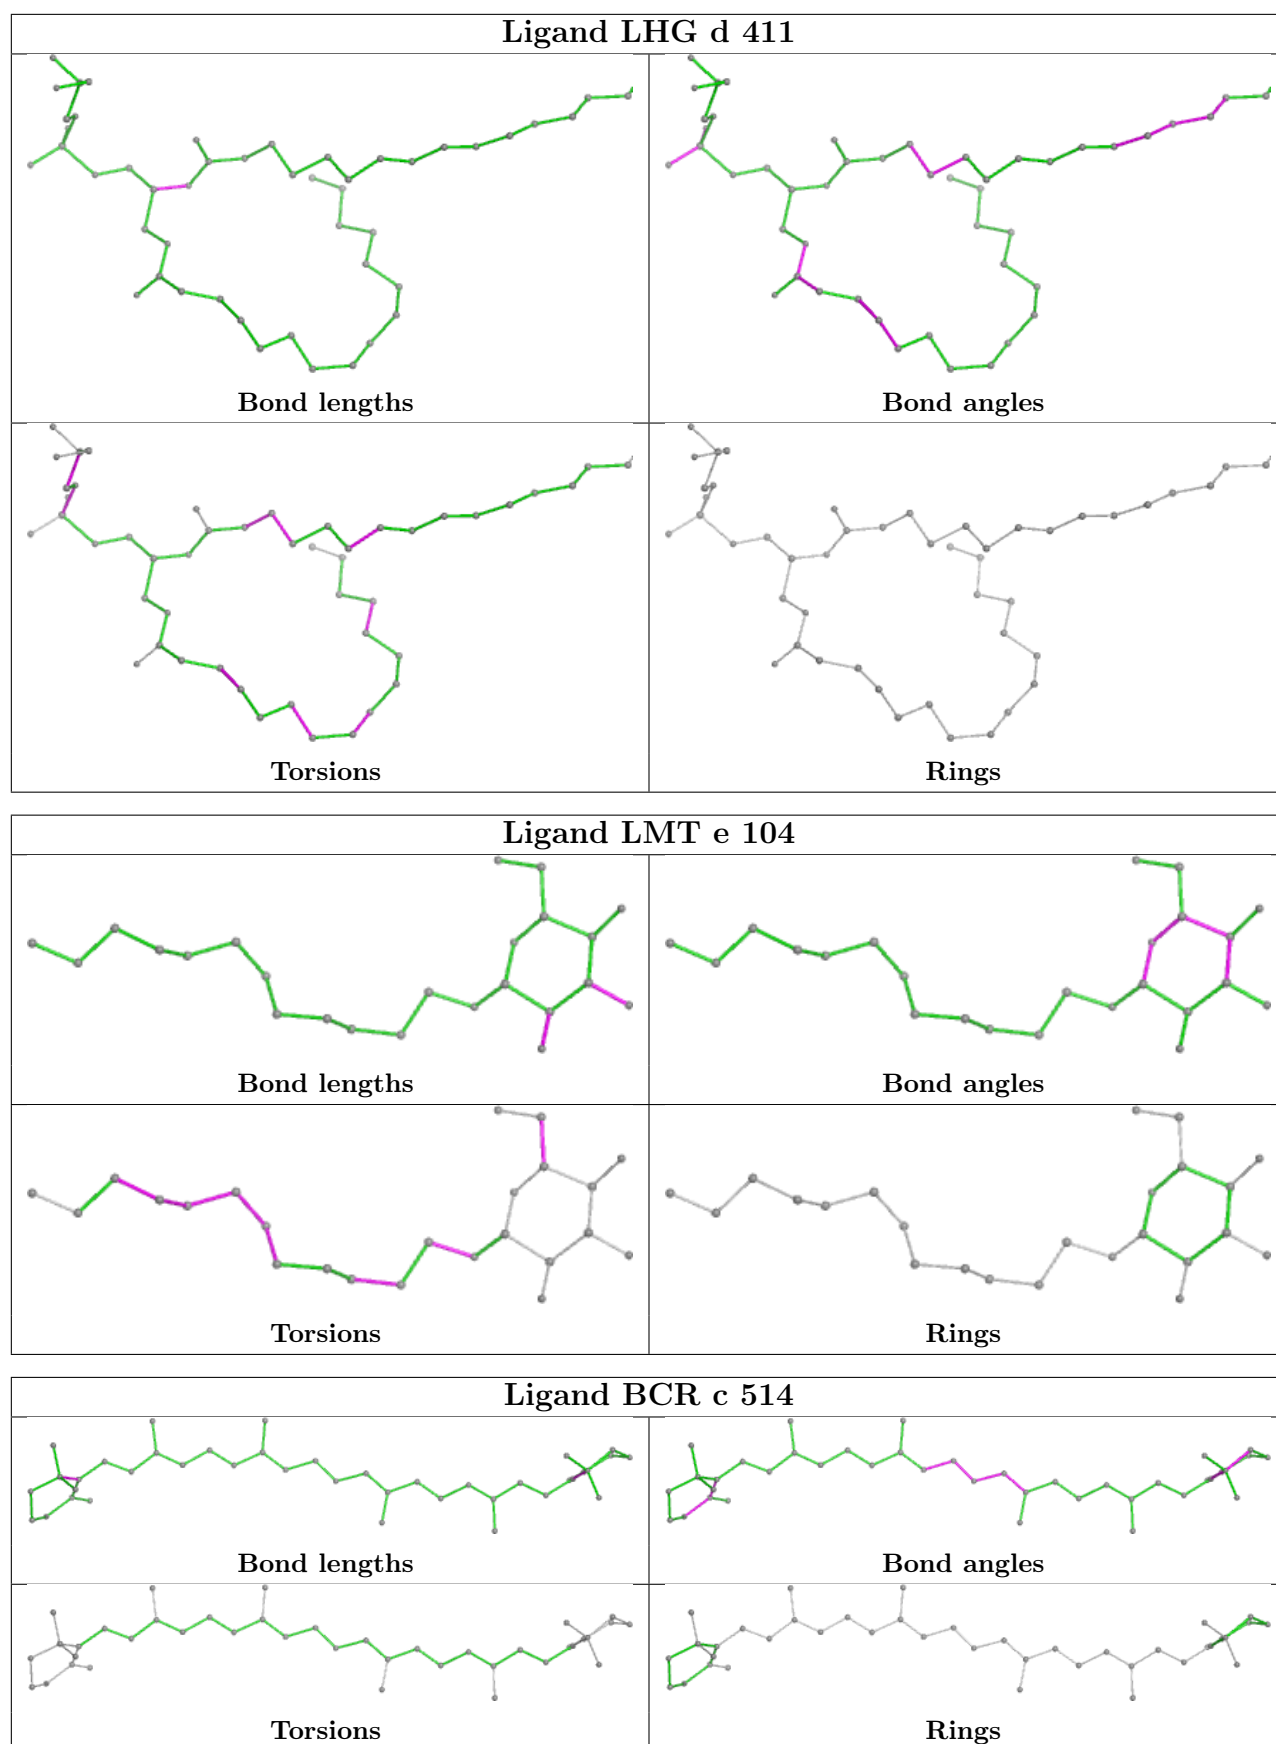 Ligand LHG d 411
Bond lengths
Bond angles
Torsions
Rings
Ligand LMT e 104
Bond lengths
Bond angles
Torsions
Rings
Ligand BCR c 514
Bond lengths
Bond angles
Torsions
Rings